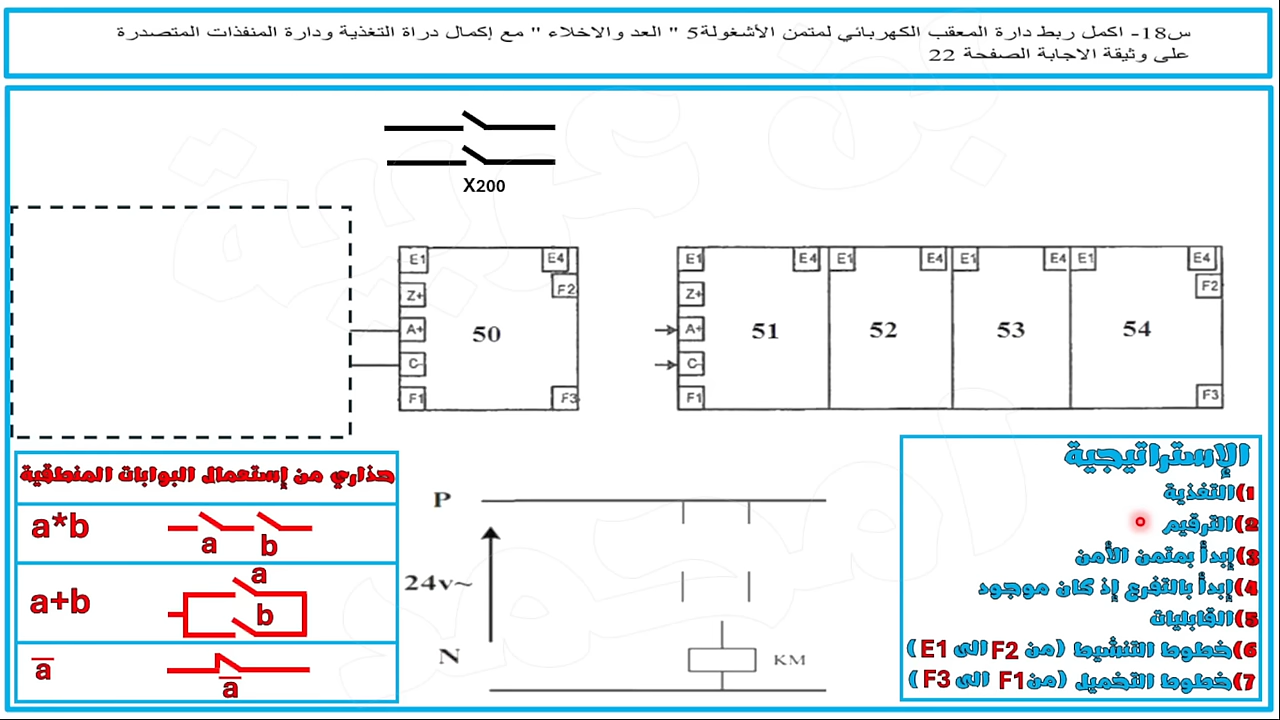 س18- اكمل ربط دارة المعقب الكهربائي لمتمن الأشغولة5 " العد والاخلاء " مع إكمال دراة التغذية ودارة المنفذات المتصدرة
على وثيقة الاجابة الصفحة 22
X200
E1 E4 E1 E4 E1 E4 E1 E4 E1 E4
Z+ F2 Z+ F2
A+ 50 A+ 51 52 53 54
C- C-
F1 F3 F1 F3
حذاري من إستعمال البوابات المنطقية
a*b a b
a+b a b
a a
P
24v~
N
KM
الإستراتيجية
1)التغذية
2)الترقيم
3)إبدأ بمتمن الأمن
4)إبدأ بالتفرع إذ كان موجود
5)القابليات
6)خطوط التنشيط (من F2 الى E1 )
7)خطوط التخميل (من F1 الى F3 )